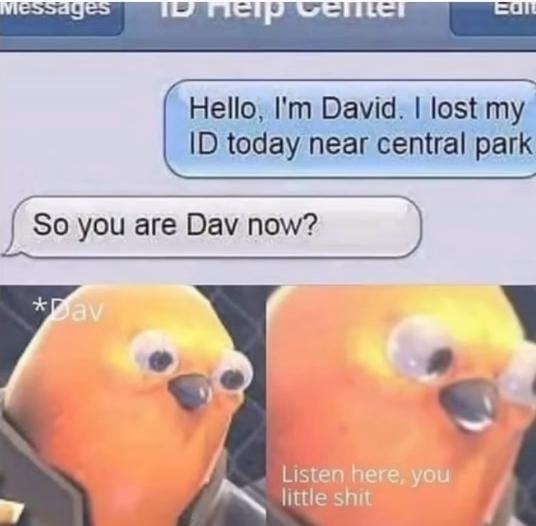 Messages ID Help Center Edit
Hello, I'm David. I lost my
ID today near central park
So you are Dav now?
*Dav
Listen here, you
little shit